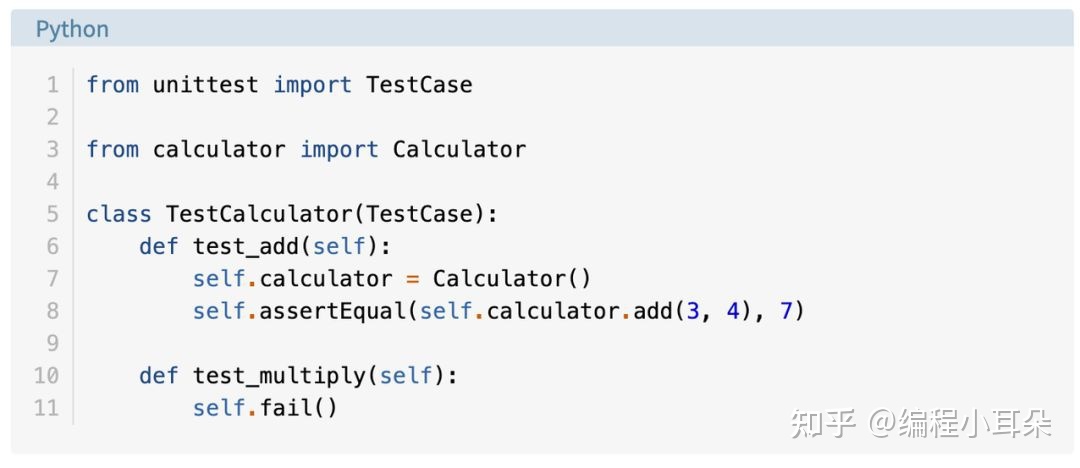 Python
1 from unittest import TestCase
2
3 from calculator import Calculator
4
5 class TestCalculator(TestCase):
6     def test_add(self):
7         self.calculator = Calculator()
8         self.assertEqual(self.calculator.add(3, 4), 7)
9
10     def test_multiply(self):
11         self.fail()
知乎 @编程小耳朵